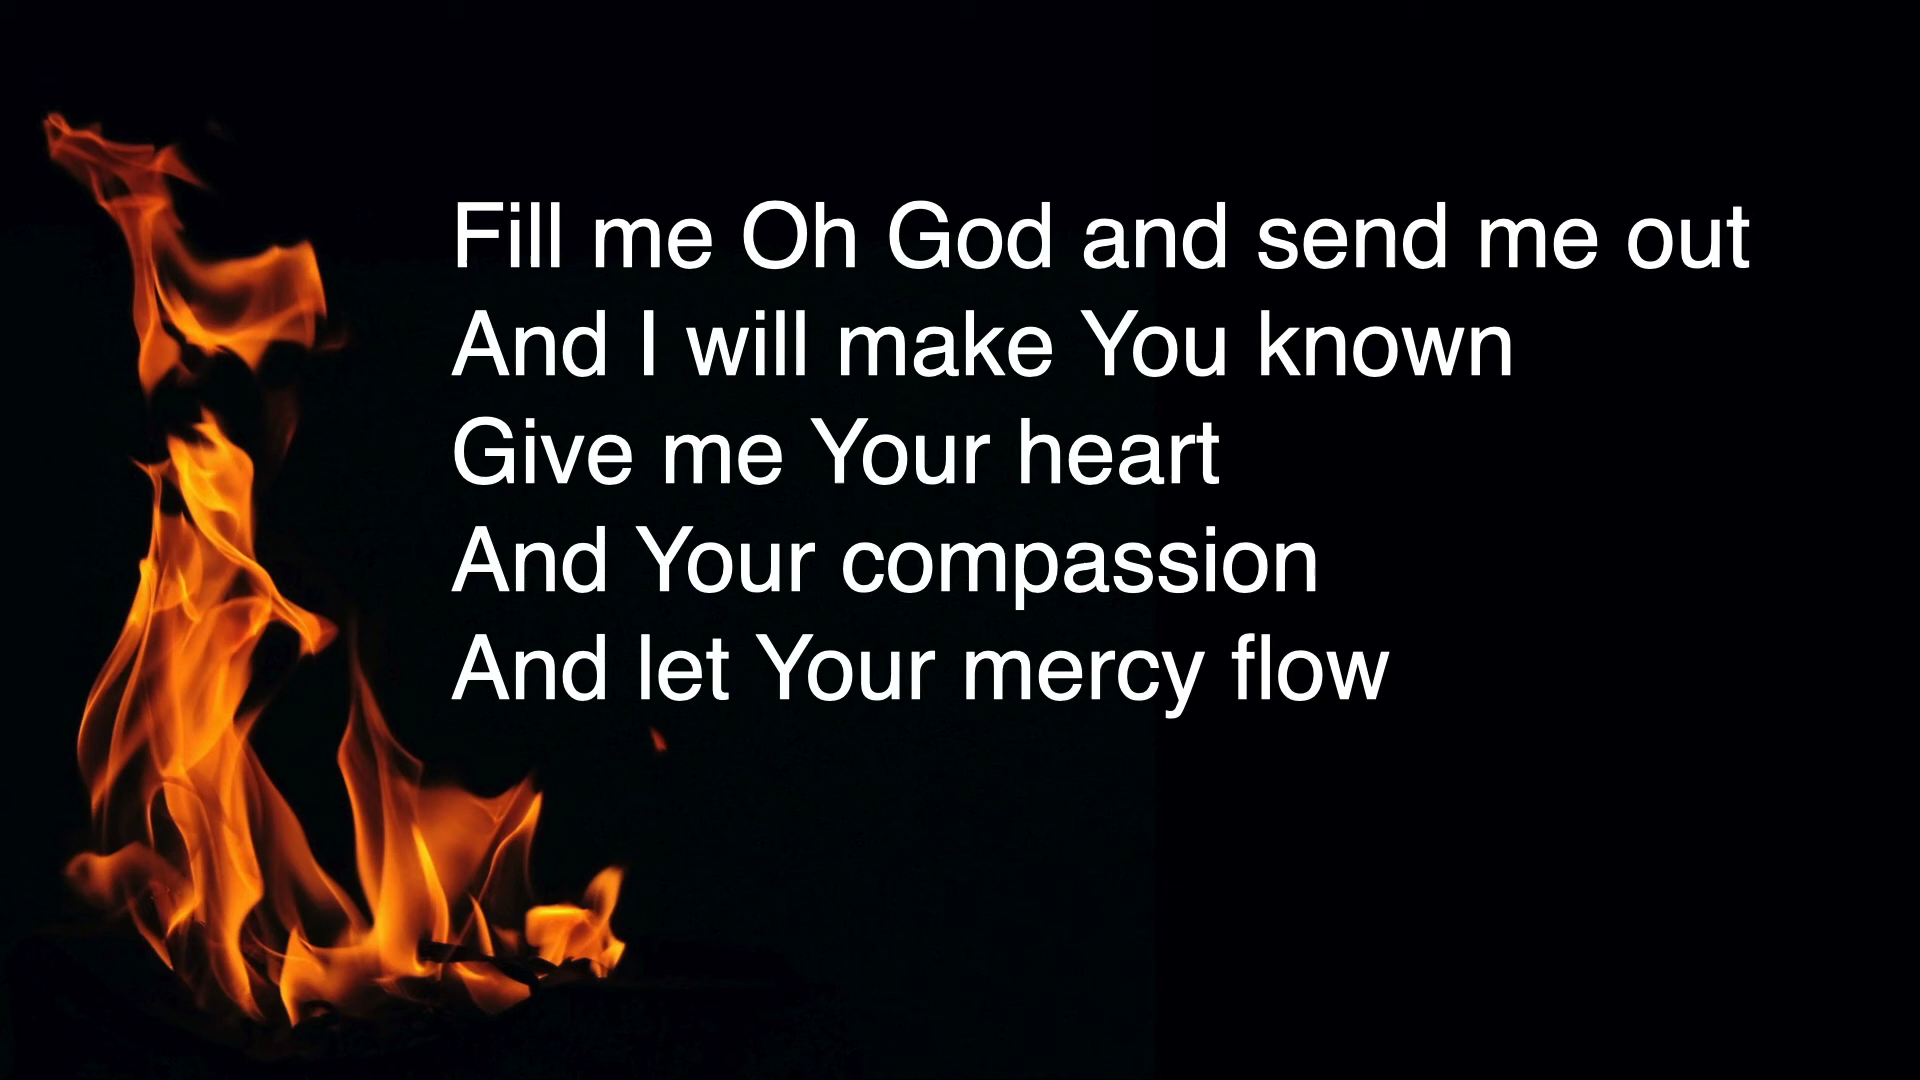 Fill me Oh God and send me out
And I will make You known
Give me Your heart
And Your compassion
And let Your mercy flow